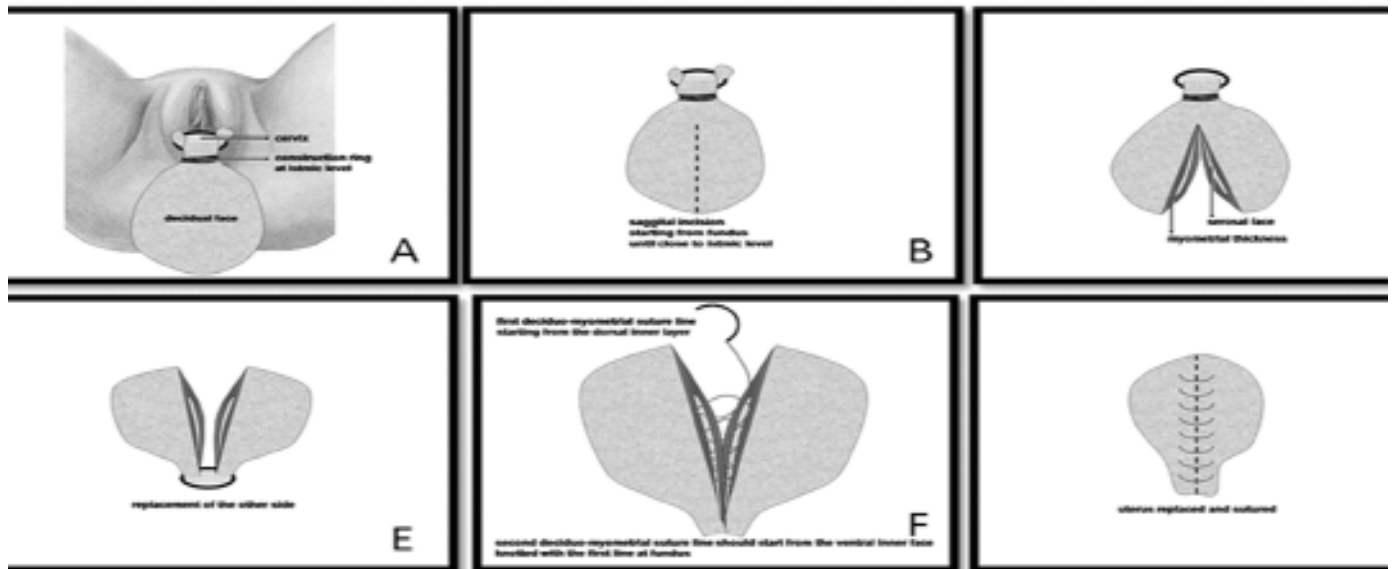 cervix
construction ring
at istmic level
decidual face
A
saggital incision
starting from fundus
until close to istmic level
B
serosal face
myometrial thickness
replacement of the other side
E
first deciduo-myometrial suture line
starting from the dorsal inner layer
F
second deciduo-myometrial suture line should start from the ventral inner face
knotted with the first line at fundus
uterus replaced and sutured